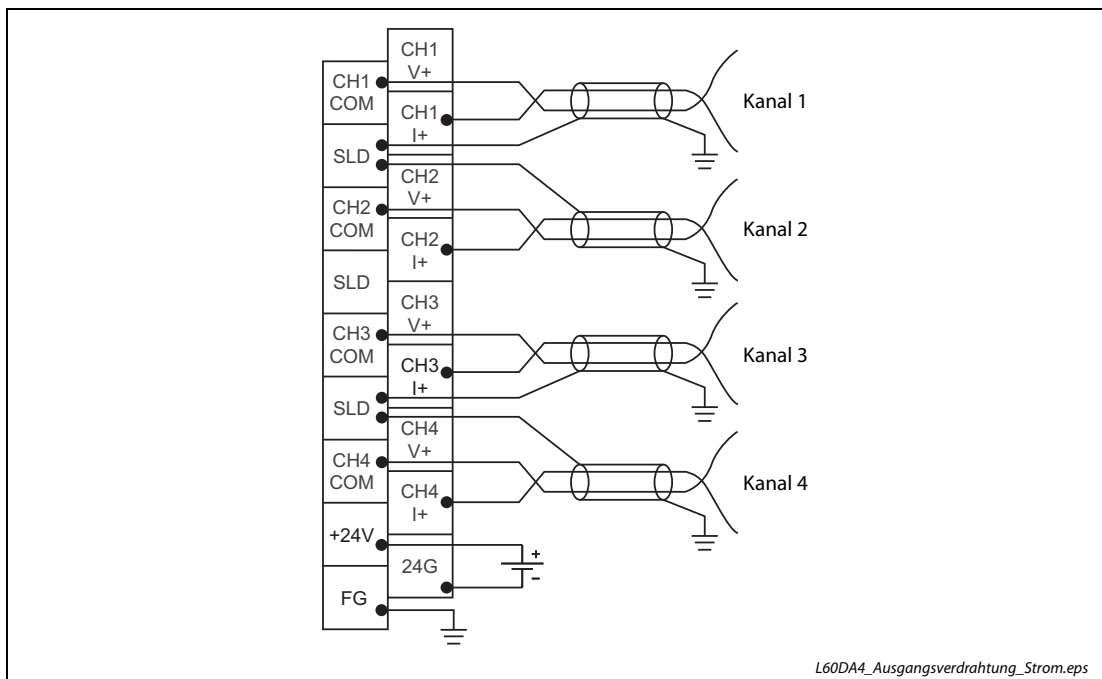 CH1
V+
CH1
COM
CH1
I+
SLD
CH2
V+
CH2
COM
CH2
I+
SLD
CH3
V+
CH3
COM
CH3
I+
SLD
CH4
V+
CH4
COM
CH4
I+
+24V
24G
FG
+
–
Kanal 1
Kanal 2
Kanal 3
Kanal 4
L60DA4_Ausgangsverdrahtung_Strom.eps